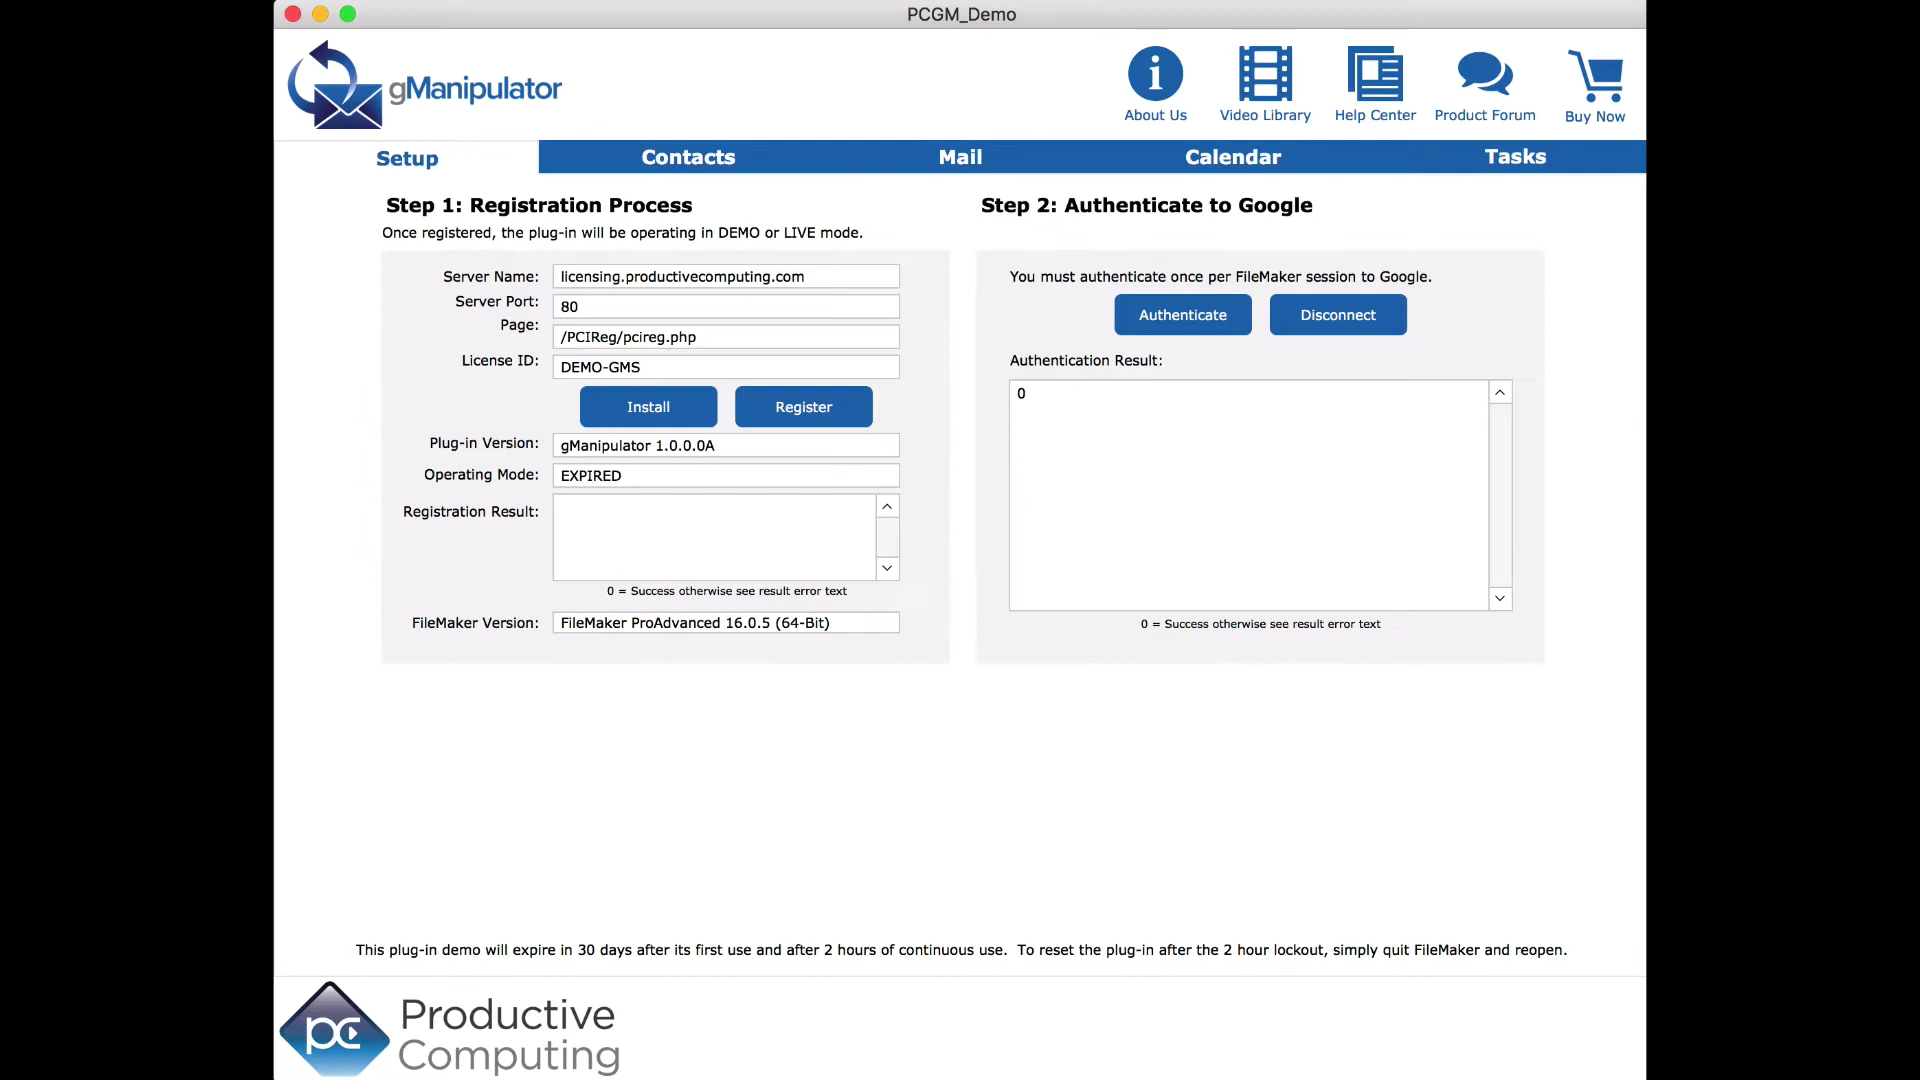 PCGM_Demo
gManipulator
About Us
Video Library
Help Center
Product Forum
Buy Now
Setup
Contacts
Mail
Calendar
Tasks
Step 1: Registration Process
Once registered, the plug-in will be operating in DEMO or LIVE mode.
Server Name: licensing.productivecomputing.com
Server Port: 80
Page: /PCIReg/pcireg.php
License ID: DEMO-GMS
Install
Register
Plug-in Version: gManipulator 1.0.0.0A
Operating Mode: EXPIRED
Registration Result:
0 = Success otherwise see result error text
FileMaker Version: FileMaker ProAdvanced 16.0.5 (64-Bit)
Step 2: Authenticate to Google
You must authenticate once per FileMaker session to Google.
Authenticate
Disconnect
Authentication Result:
0
0 = Success otherwise see result error text
This plug-in demo will expire in 30 days after its first use and after 2 hours of continuous use. To reset the plug-in after the 2 hour lockout, simply quit FileMaker and reopen.
pc
Productive
Computing